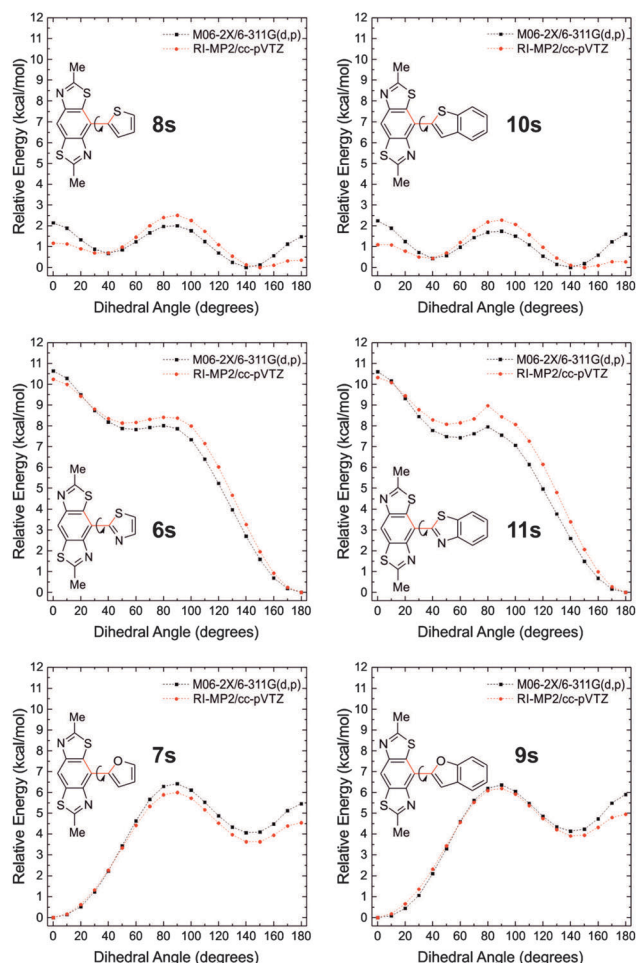 Relative Energy (kcal/mol)
12
11
10
9
8
7
6
5
4
3
2
1
0
M06-2X/6-311G(d,p)
RI-MP2/cc-pVTZ
Me
N S
S
8s
S N
Me
0 20 40 60 80 100 120 140 160 180
Dihedral Angle (degrees)
Relative Energy (kcal/mol)
12
11
10
9
8
7
6
5
4
3
2
1
0
M06-2X/6-311G(d,p)
RI-MP2/cc-pVTZ
Me
N S
S
10s
S N
Me
0 20 40 60 80 100 120 140 160 180
Dihedral Angle (degrees)
Relative Energy (kcal/mol)
12
11
10
9
8
7
6
5
4
3
2
1
0
M06-2X/6-311G(d,p)
RI-MP2/cc-pVTZ
Me
N S
S
6s
N
S N
Me
0 20 40 60 80 100 120 140 160 180
Dihedral Angle (degrees)
Relative Energy (kcal/mol)
12
11
10
9
8
7
6
5
4
3
2
1
0
M06-2X/6-311G(d,p)
RI-MP2/cc-pVTZ
Me
N S
S
11s
N
S N
Me
0 20 40 60 80 100 120 140 160 180
Dihedral Angle (degrees)
Relative Energy (kcal/mol)
12
11
10
9
8
7
6
5
4
3
2
1
0
M06-2X/6-311G(d,p)
RI-MP2/cc-pVTZ
Me
N S
O
7s
S N
Me
0 20 40 60 80 100 120 140 160 180
Dihedral Angle (degrees)
Relative Energy (kcal/mol)
12
11
10
9
8
7
6
5
4
3
2
1
0
M06-2X/6-311G(d,p)
RI-MP2/cc-pVTZ
Me
N S
O
9s
S N
Me
0 20 40 60 80 100 120 140 160 180
Dihedral Angle (degrees)